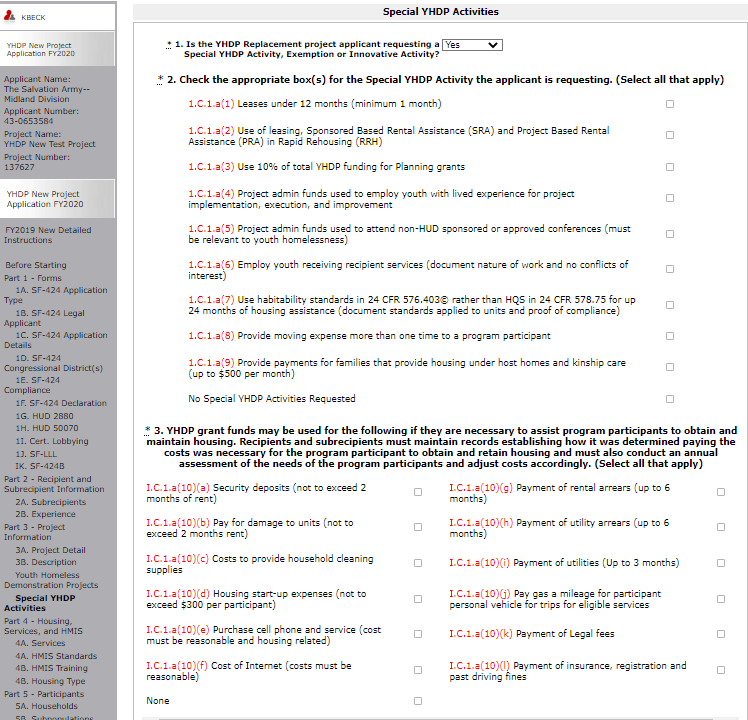 KBECK
YHDP New Project
Application FY2020
Applicant Name:
The Salvation Army--
Midland Division
Applicant Number:
43-0653584
Project Name:
YHDP New Test Project
Project Number:
137627
YHDP New Project
Application FY2020
FY2019 New Detailed
Instructions
Before Starting
Part 1 - Forms
1A. SF-424 Application
Type
1B. SF-424 Legal
Applicant
1C. SF-424 Application
Details
1D. SF-424
Congressional District(s)
1E. SF-424
Compliance
1F. SF-424 Declaration
1G. HUD 2880
1H. HUD 50070
1I. Cert. Lobbying
1J. SF-LLL
IK. SF-424B
Part 2 - Recipient and
Subrecipient Information
2A. Subrecipients
2B. Experience
Part 3 - Project
Information
3A. Project Detail
3B. Description
Youth Homeless
Demonstration Projects
Special YHDP
Activities
Part 4 - Housing,
Services, and HMIS
4A. Services
4A. HMIS Standards
4B. HMIS Training
4B. Housing Type
Part 5 - Participants
5A. Households
5B. Subpopulations
Special YHDP Activities
* 1. Is the YHDP Replacement project applicant requesting a
Special YHDP Activity, Exemption or Innovative Activity?
Yes
* 2. Check the appropriate box(s) for the Special YHDP Activity the applicant is requesting. (Select all that apply)
1.C.1.a(1) Leases under 12 months (minimum 1 month)
1.C.1.a(2) Use of leasing, Sponsored Based Rental Assistance (SRA) and Project Based Rental
Assistance (PRA) in Rapid Rehousing (RRH)
1.C.1.a(3) Use 10% of total YHDP funding for Planning grants
1.C.1.a(4) Project admin funds used to employ youth with lived experience for project
implementation, execution, and improvement
1.C.1.a(5) Project admin funds used to attend non-HUD sponsored or approved conferences (must
be relevant to youth homelessness)
1.C.1.a(6) Employ youth receiving recipient services (document nature of work and no conflicts of
interest)
1.C.1.a(7) Use habitability standards in 24 CFR 576.403© rather than HQS in 24 CFR 578.75 for up
24 months of housing assistance (document standards applied to units and proof of compliance)
1.C.1.a(8) Provide moving expense more than one time to a program participant
1.C.1.a(9) Provide payments for families that provide housing under host homes and kinship care
(up to $500 per month)
No Special YHDP Activities Requested
* 3. YHDP grant funds may be used for the following if they are necessary to assist program participants to obtain and
maintain housing. Recipients and subrecipients must maintain records establishing how it was determined paying the
costs was necessary for the program participant to obtain and retain housing and must also conduct an annual
assessment of the needs of the program participants and adjust costs accordingly. (Select all that apply)
I.C.1.a(10)(a) Security deposits (not to exceed 2
months of rent)
I.C.1.a(10)(g) Payment of rental arrears (up to 6
months)
I.C.1.a(10)(b) Pay for damage to units (not to
exceed 2 months rent)
I.C.1.a(10)(h) Payment of utility arrears (up to 6
months)
I.C.1.a(10)(c) Costs to provide household cleaning
supplies
I.C.1.a(10)(i) Payment of utilities (Up to 3 months)
I.C.1.a(10)(d) Housing start-up expenses (not to
exceed $300 per participant)
I.C.1.a(10)(j) Pay gas a mileage for participant
personal vehicle for trips for eligible services
I.C.1.a(10)(e) Purchase cell phone and service (cost
must be reasonable and housing related)
I.C.1.a(10)(k) Payment of Legal fees
I.C.1.a(10)(f) Cost of Internet (costs must be
reasonable)
I.C.1.a(10)(l) Payment of insurance, registration and
past driving fines
None